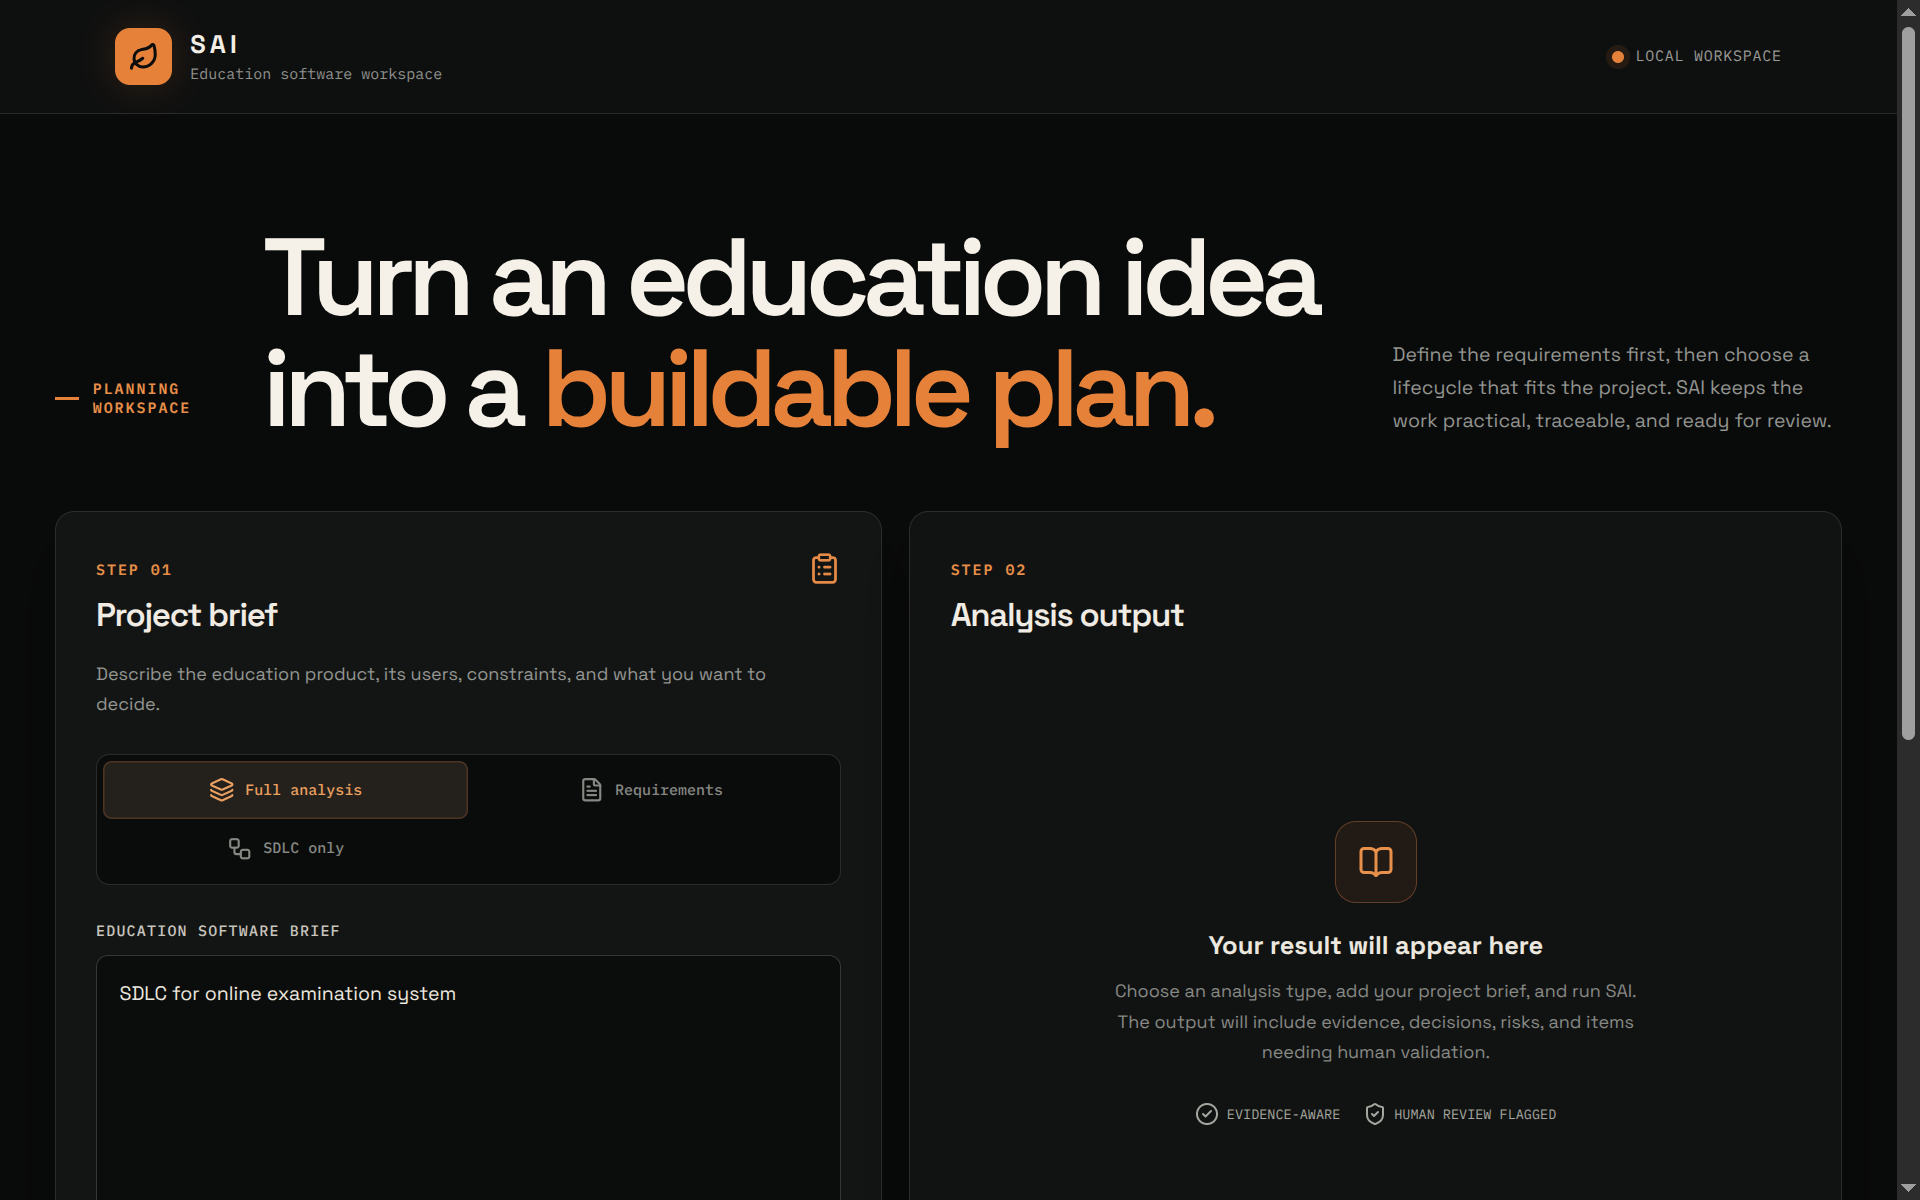 SAI
Education software workspace
LOCAL WORKSPACE
Turn an education idea
into a buildable plan.
PLANNING
WORKSPACE
Define the requirements first, then choose a
lifecycle that fits the project. SAI keeps the
work practical, traceable, and ready for review.
STEP 01
Project brief
Describe the education product, its users, constraints, and what you want to
decide.
Full analysis
Requirements
SDLC only
EDUCATION SOFTWARE BRIEF
SDLC for online examination system
STEP 02
Analysis output
Your result will appear here
Choose an analysis type, add your project brief, and run SAI.
The output will include evidence, decisions, risks, and items
needing human validation.
EVIDENCE-AWARE
HUMAN REVIEW FLAGGED